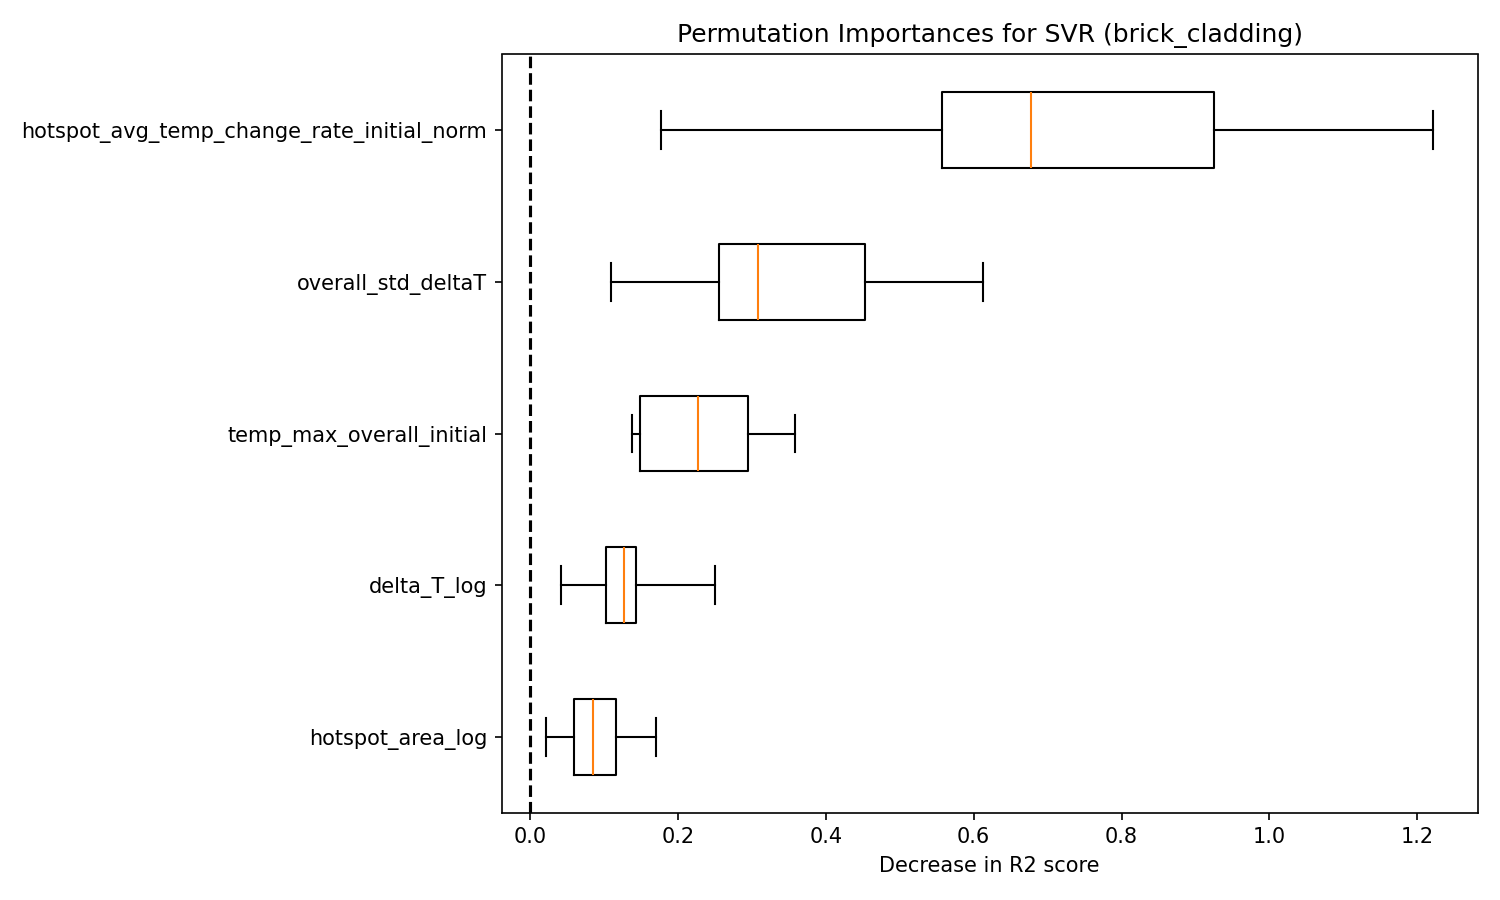 Permutation Importances for SVR (brick_cladding)
hotspot_avg_temp_change_rate_initial_norm
overall_std_deltaT
temp_max_overall_initial
delta_T_log
hotspot_area_log
0.0 0.2 0.4 0.6 0.8 1.0 1.2
Decrease in R2 score